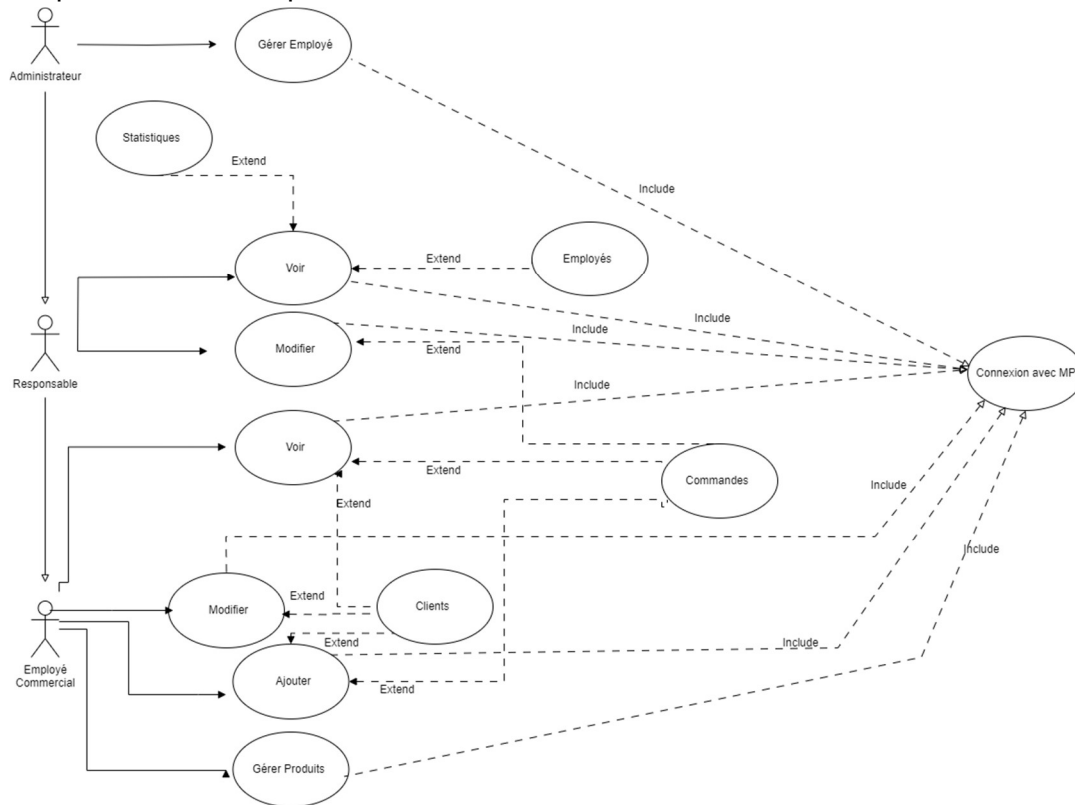 Gérer Employé
Administrateur
Statistiques
Extend
Include
Voir
Extend
Employés
Include
Modifier
Include
Extend
Responsable
Connexion avec MP
Include
Voir
Extend
Commandes
Include
Extend
Include
Modifier
Extend
Clients
Extend
Include
Employé
Commercial
Ajouter
Extend
Gérer Produits